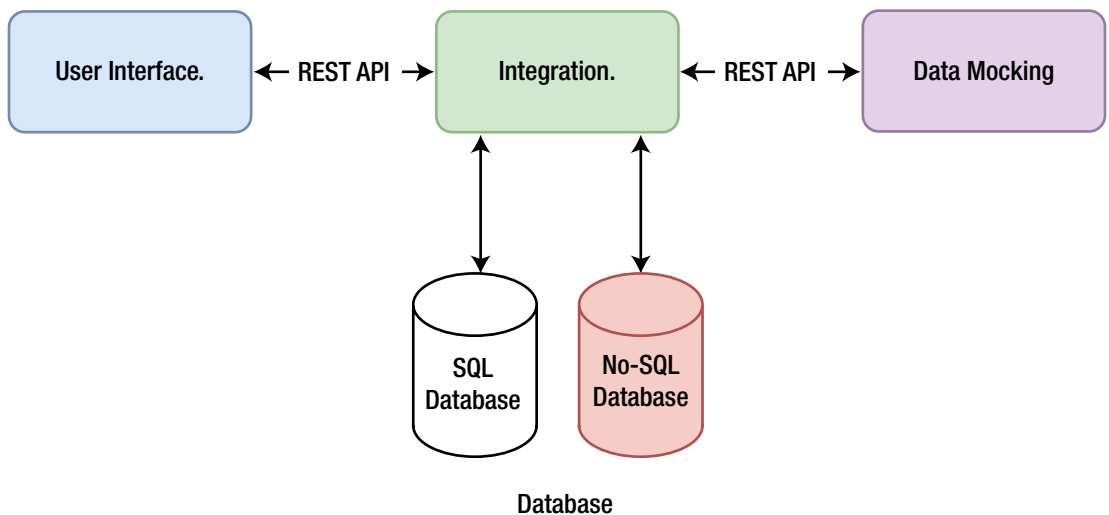 User Interface.
REST API
Integration.
REST API
Data Mocking
SQL
Database
No-SQL
Database
Database